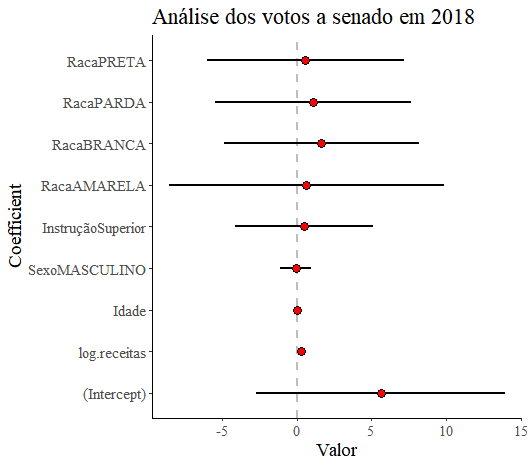 Análise dos votos a senado em 2018
Coefficient
RacaPRETA
RacaPARDA
RacaBRANCA
RacaAMARELA
InstruçãoSuperior
SexoMASCULINO
Idade
log.receitas
(Intercept)
-5 0 5 10 15
Valor